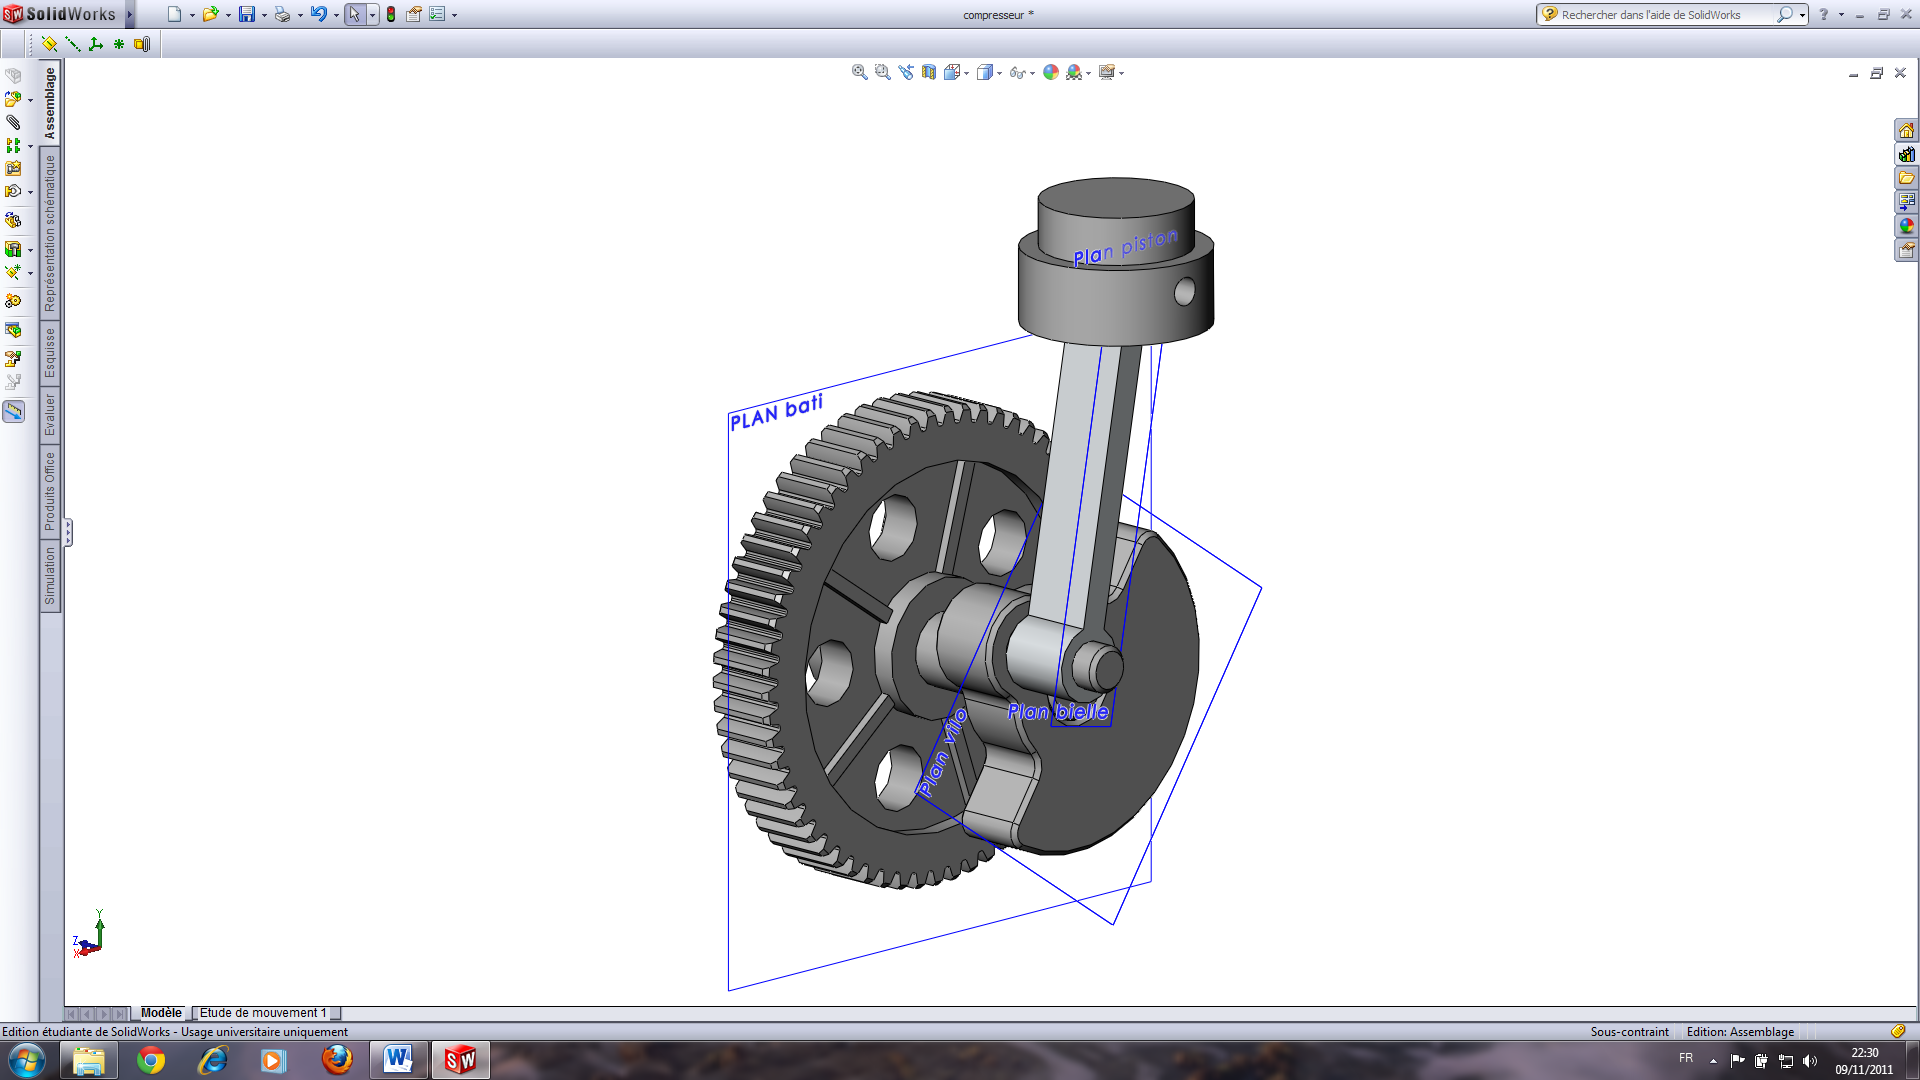 SW SolidWorks
compresseur *
Rechercher dans l'aide de SolidWorks
Assemblage
Représentation schématique
Esquisse
Evaluer
Produits Office
Simulation
Plan piston
PLAN bati
Plan bielle
Plan vilo
Y
Z
X
Modèle
Etude de mouvement 1
Edition étudiante de SolidWorks - Usage universitaire uniquement
Sous-contraint
Edition: Assemblage
FR
22:30
09/11/2011